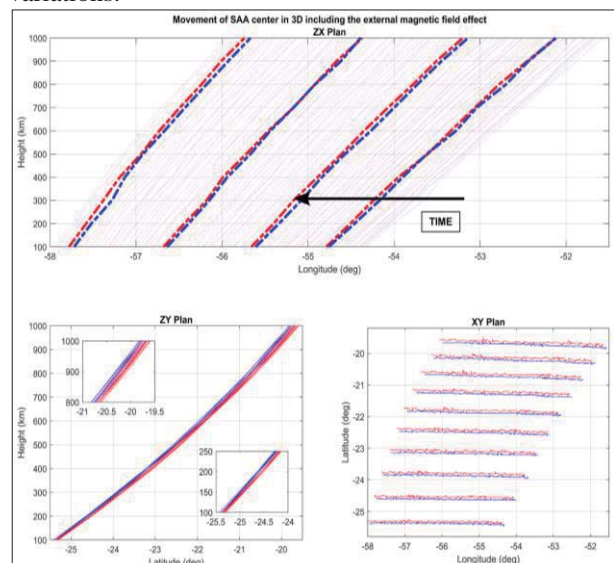 variations.
Movement of SAA center in 3D including the external magnetic field effect
ZX Plan
1000
900
800
700
600
500
400
300
200
100
Height (km)
TIME
-58 -57 -56 -55 -54 -53 -52
Longitude (deg)
ZY Plan
1000
900
800
700
600
500
400
300
200
100
Height (km)
1000
900
800
-21 -20.5 -20 -19.5
250
200
150
100
-25.5 -25 -24.5 -24
-25 -24 -23 -22 -21 -20
Latitude (deg)
XY Plan
-20
-21
-22
-23
-24
-25
Latitude (deg)
-58 -57 -56 -55 -54 -53 -52
Longitude (deg)